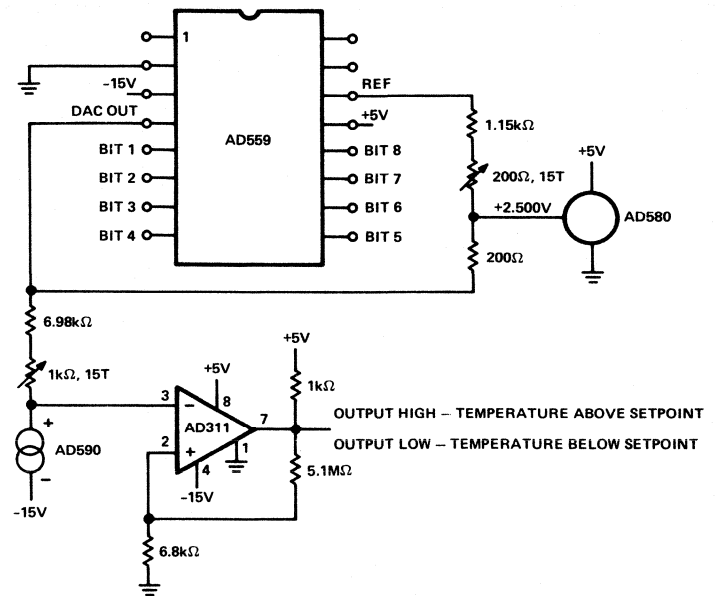 1
-15V
DAC OUT
BIT 1
BIT 2
BIT 3
BIT 4
AD559
REF
+5V
BIT 8
BIT 7
BIT 6
BIT 5
1.15kΩ
200Ω, 15T
+2.500V
200Ω
+5V
AD580
6.98kΩ
1kΩ, 15T
+
AD590
−
-15V
+5V
3
−
8
AD311
7
2
+
4
1
-15V
+5V
1kΩ
OUTPUT HIGH – TEMPERATURE ABOVE SETPOINT
OUTPUT LOW – TEMPERATURE BELOW SETPOINT
5.1MΩ
6.8kΩ